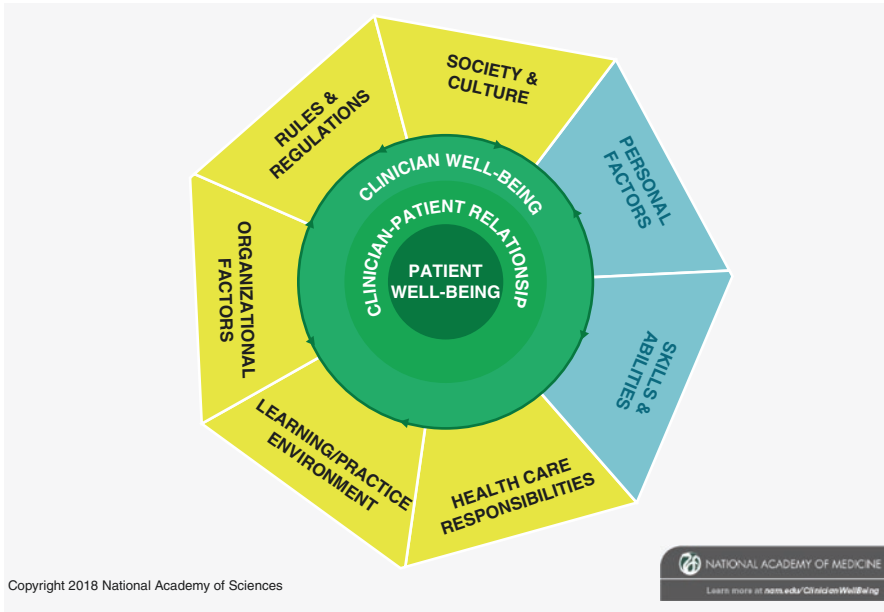 SOCIETY &
CULTURE
RULES &
REGULATIONS
PERSONAL
FACTORS
CLINICIAN WELL-BEING
CLINICIAN-PATIENT RELATIONSIP
PATIENT
WELL-BEING
ORGANIZATIONAL
FACTORS
SKILLS &
ABILITIES
LEARNING/PRACTICE
ENVIRONMENT
HEALTH CARE
RESPONSIBILITIES
NATIONAL ACADEMY OF MEDICINE
Learn more at nam.edu/ClinicianWellBeing
Copyright 2018 National Academy of Sciences